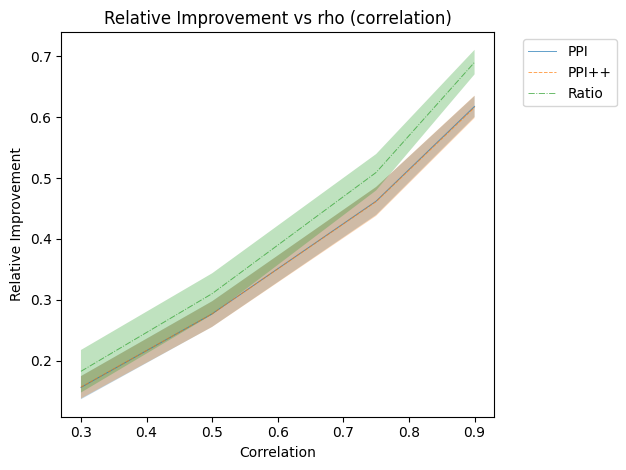 Relative Improvement vs rho (correlation)
Relative Improvement
0.7
0.6
0.5
0.4
0.3
0.2
0.3 0.4 0.5 0.6 0.7 0.8 0.9
Correlation
PPI
PPI++
Ratio